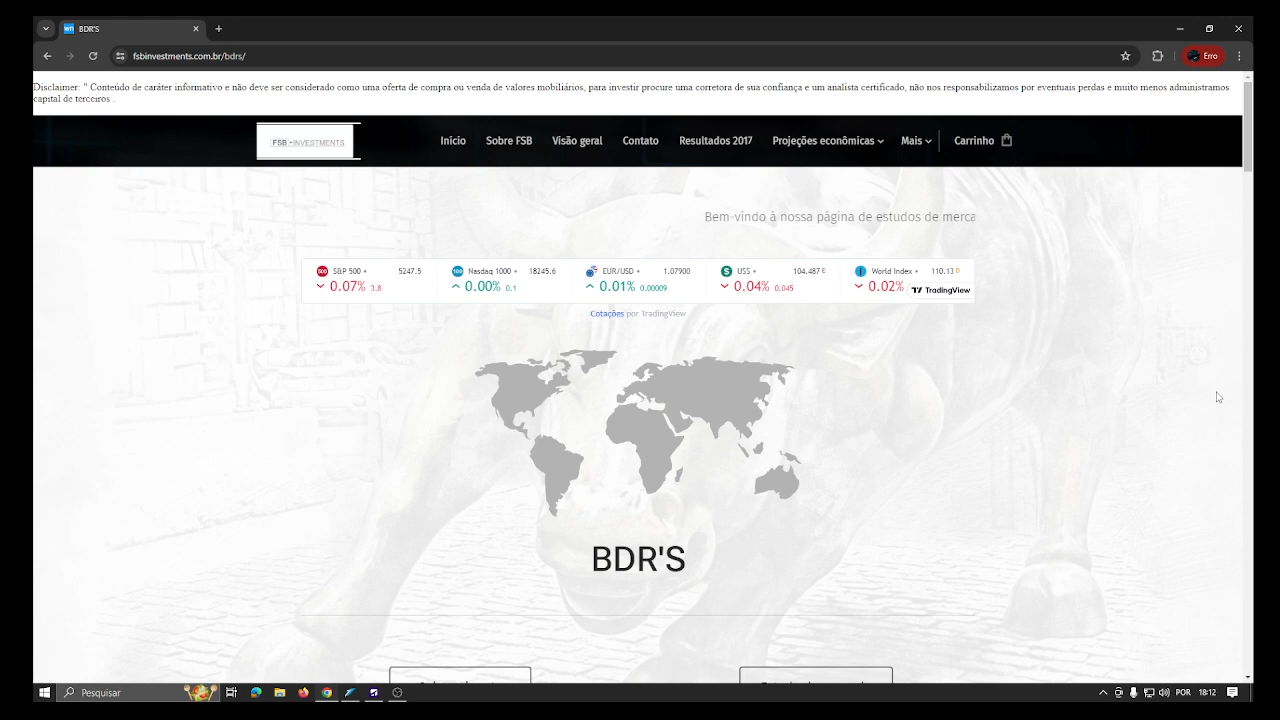 BDR'S
fsbinvestments.com.br/bdrs/
Erro
Disclaimer: " Conteúdo de caráter informativo e não deve ser considerado como uma oferta de compra ou venda de valores mobiliários, para investir procure uma corretora de sua confiança e um analista certificado, não nos responsabilizamos por eventuais perdas e muito menos administramos
capital de terceiros .
FSB INVESTMENTS
Início Sobre FSB Visão geral Contato Resultados 2017 Projeções econômicas Mais Carrinho
Bem-vindo à nossa página de estudos de merca
500 S&P 500 5247.5 100 Nasdaq 1000 18245.6 EUR/USD 1.07900 $ US$ 104.487 E World Index 110.13 D
0.07% 3.8 0.00% 0.1 0.01% 0.00009 0.04% 0.045 0.02% TradingView
Cotações por TradingView
BDR'S
Pesquisar POR 18:12